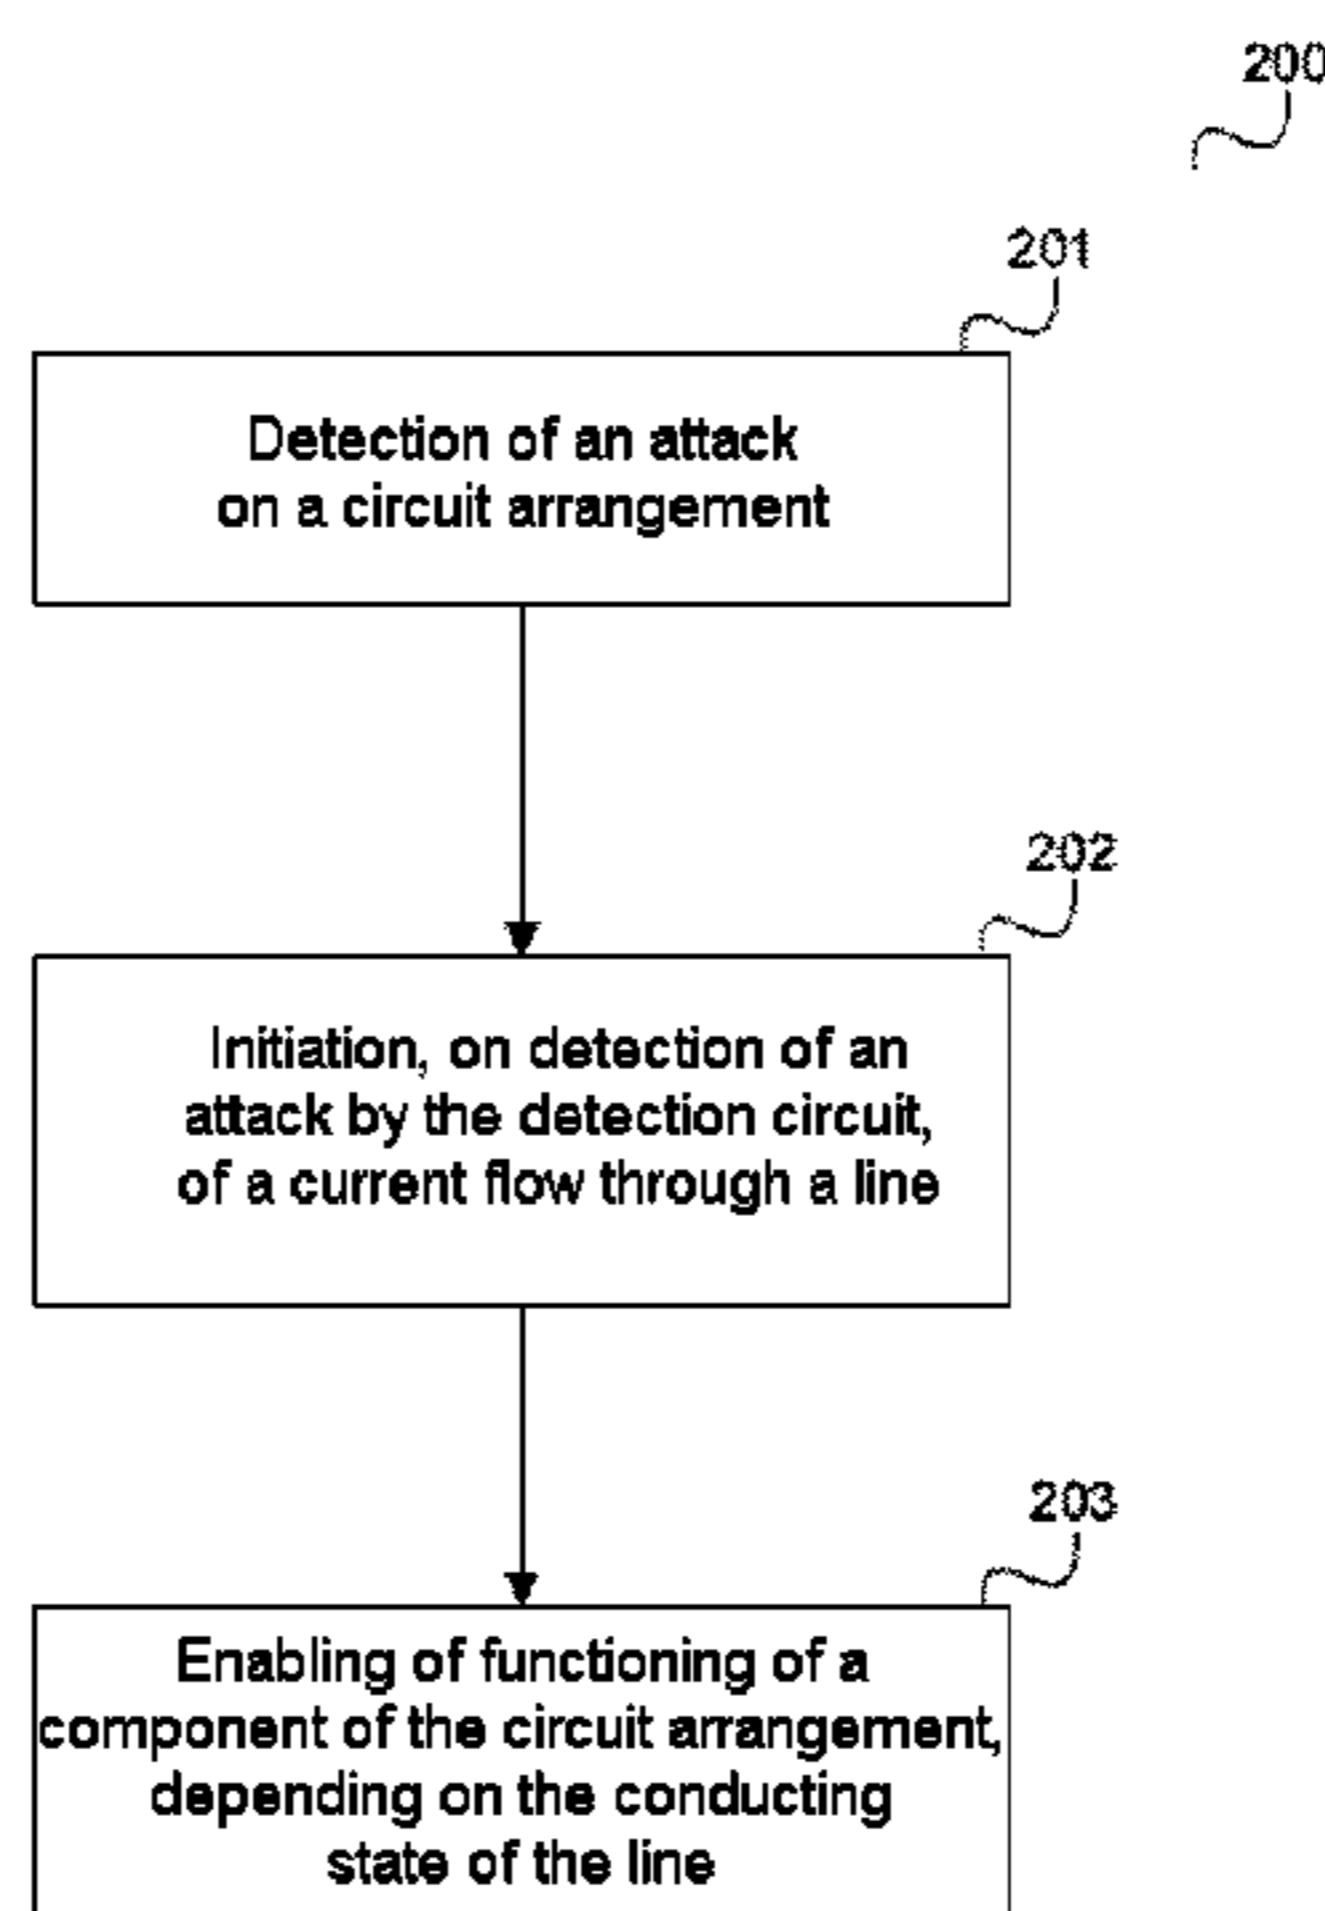 200
201
Detection of an attack
on a circuit arrangement
202
Initiation, on detection of an
attack by the detection circuit,
of a current flow through a line
203
Enabling of functioning of a
component of the circuit arrangement,
depending on the conducting
state of the line